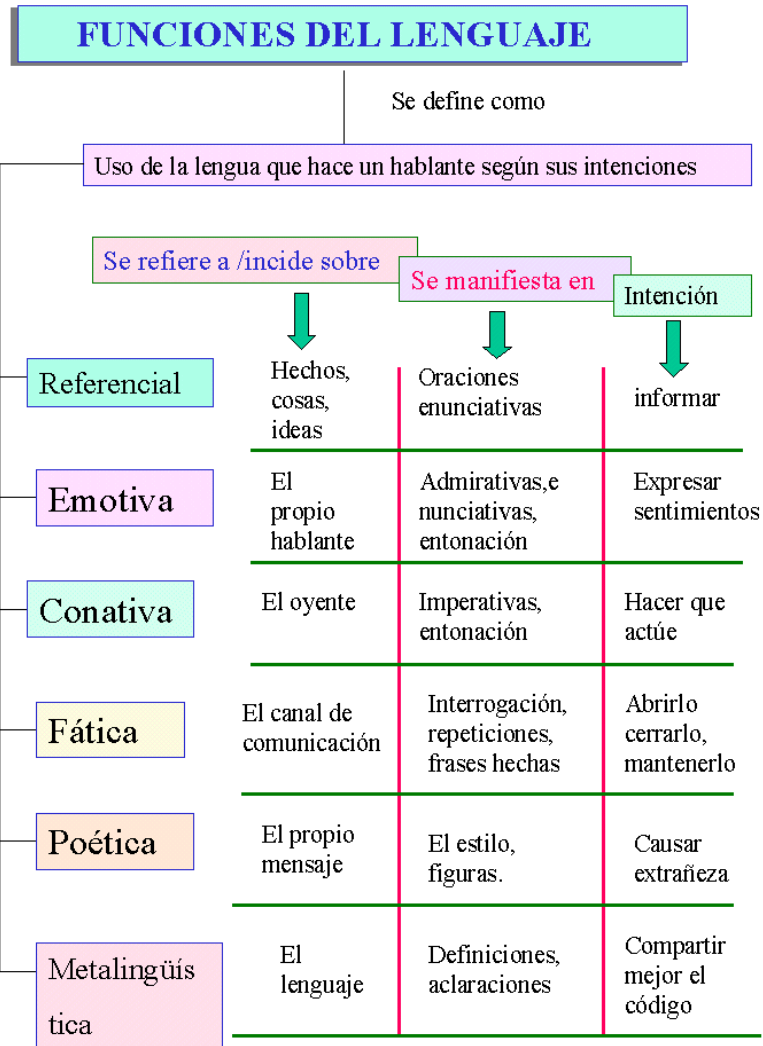 FUNCIONES DEL LENGUAJE
Se define como
Uso de la lengua que hace un hablante según sus intenciones
Se refiere a /incide sobre
Se manifiesta en
Intención
Referencial
Hechos,
cosas,
ideas
Oraciones
enunciativas
informar
Emotiva
El
propio
hablante
Admirativas,e
nunciativas,
entonación
Expresar
sentimientos
Conativa
El oyente
Imperativas,
entonación
Hacer que
actúe
Fática
El canal de
comunicación
Interrogación,
repeticiones,
frases hechas
Abrirlo
cerrarlo,
mantenerlo
Poética
El propio
mensaje
El estilo,
figuras.
Causar
extrañeza
Metalingüís
tica
El
lenguaje
Definiciones,
aclaraciones
Compartir
mejor el
código